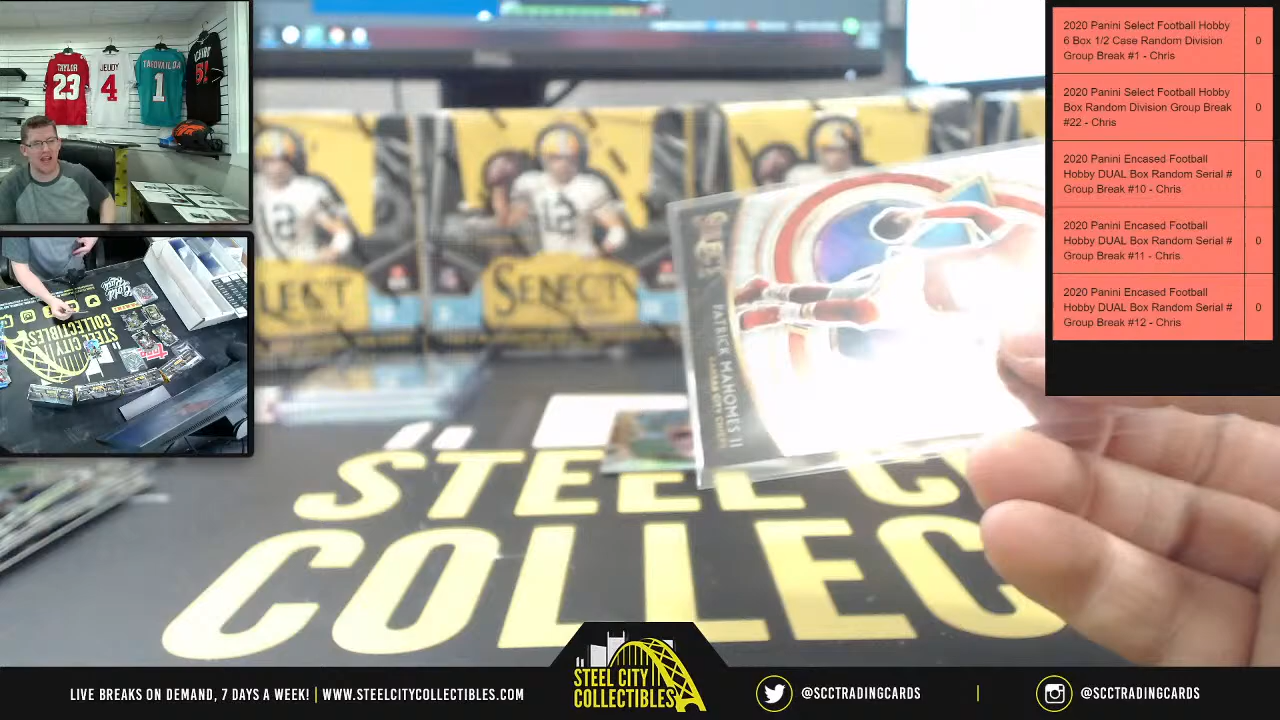 TAYLOR
23
JEUDY
4
TAGOVAILOA
1
2020 Panini Select Football Hobby
6 Box 1/2 Case Random Division
Group Break #1 - Chris
0
2020 Panini Select Football Hobby
Box Random Division Group Break
#22 - Chris
0
2020 Panini Encased Football
Hobby DUAL Box Random Serial #
Group Break #10 - Chris
0
2020 Panini Encased Football
Hobby DUAL Box Random Serial #
Group Break #11 - Chris
0
2020 Panini Encased Football
Hobby DUAL Box Random Serial #
Group Break #12 - Chris
0
12
SELECT
SELECT
PATRICK MAHOMES II
KANSAS CITY CHIEFS
STEEL CITY
COLLECTIBLES
STEEL C
COLLEC
LIVE BREAKS ON DEMAND, 7 DAYS A WEEK! | WWW.STEELCITYCOLLECTIBLES.COM
STEEL CITY
COLLECTIBLES
@SCCTRADINGCARDS
@SCCTRADINGCARDS